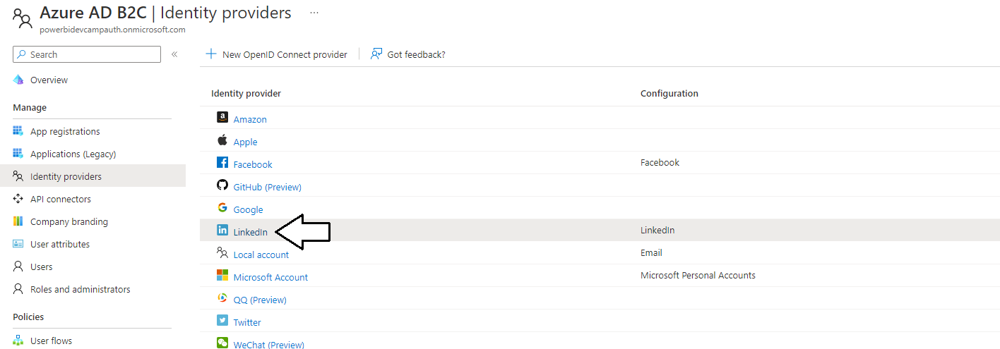 Azure AD B2C | Identity providers ...
powerbidevcampauth.onmicrosoft.com
Search «
+ New OpenID Connect provider Got feedback?
Overview
Manage
App registrations
Applications (Legacy)
Identity providers
API connectors
Company branding
User attributes
Users
Roles and administrators
Policies
User flows
Identity provider Configuration
Amazon
Apple
Facebook Facebook
GitHub (Preview)
Google
LinkedIn LinkedIn
Local account Email
Microsoft Account Microsoft Personal Accounts
QQ (Preview)
Twitter
WeChat (Preview)